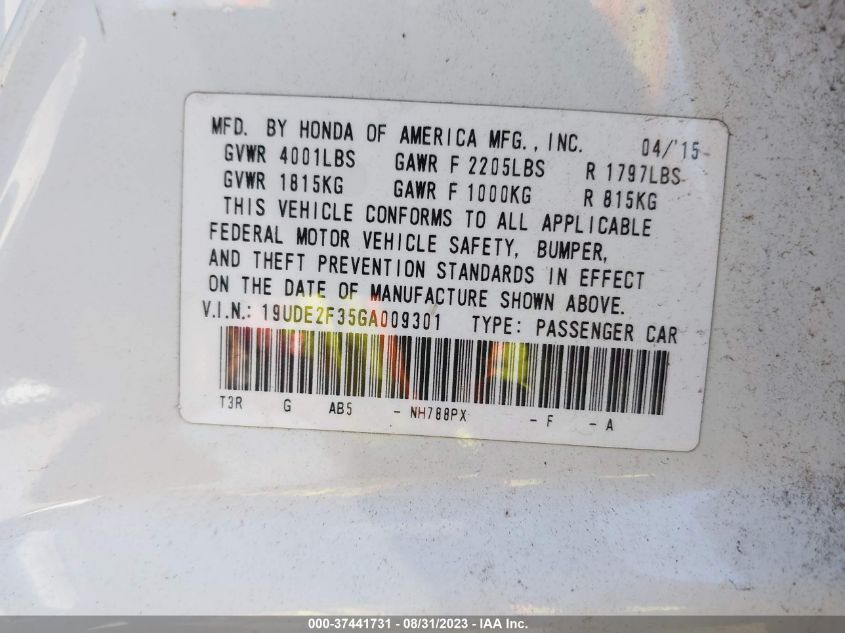 MFD. BY HONDA OF AMERICA MFG., INC. 04/'15
GVWR 4001LBS GAWR F 2205LBS R 1797LBS
GVWR 1815KG GAWR F 1000KG R 815KG
THIS VEHICLE CONFORMS TO ALL APPLICABLE
FEDERAL MOTOR VEHICLE SAFETY, BUMPER,
AND THEFT PREVENTION STANDARDS IN EFFECT
ON THE DATE OF MANUFACTURE SHOWN ABOVE.
V.I.N.: 19UDE2F35GA009301 TYPE: PASSENGER CAR
T3R G AB5 - NH788PX - F - A
000-37441731 - 08/31/2023 - IAA Inc.